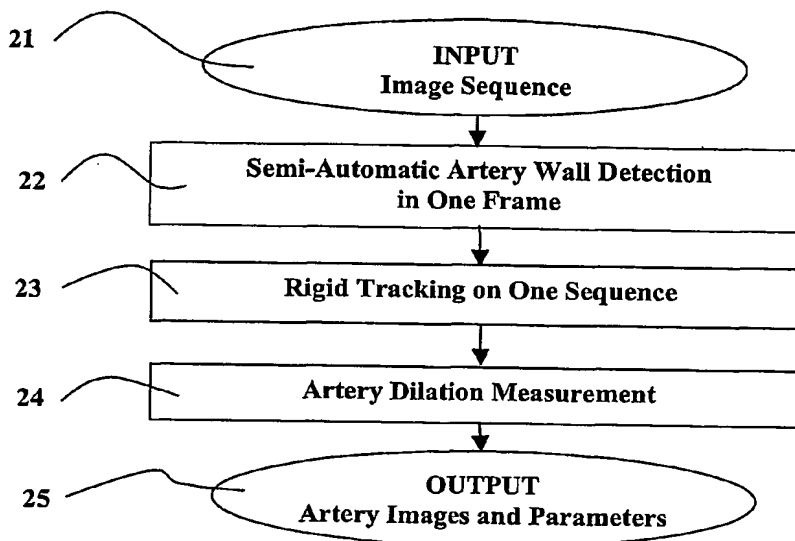 21
INPUT
Image Sequence
22
Semi-Automatic Artery Wall Detection
in One Frame
23
Rigid Tracking on One Sequence
24
Artery Dilation Measurement
25
OUTPUT
Artery Images and Parameters